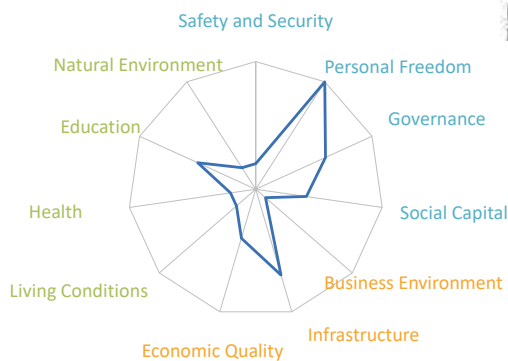 Safety and Security
Natural Environment
Personal Freedom
Education
Governance
Health
Social Capital
Living Conditions
Business Environment
Infrastructure
Economic Quality